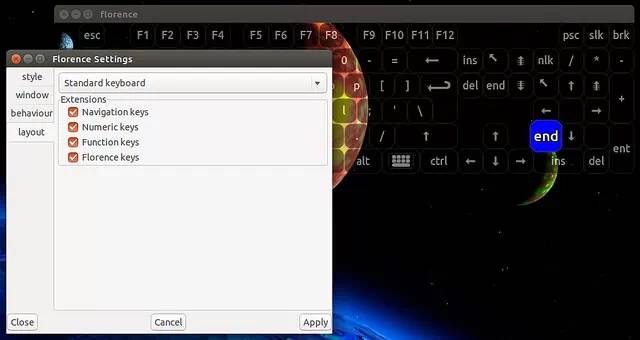 florence
esc F1 F2 F3 F4 F5 F6 F7 F8 F9 F10 F11 F12 psc slk brk
Florence Settings
0 - = ins nlk / * -
style
Standard keyboard
p [ ] del end +
window
Extensions
behaviour
Navigation keys
l ; ' \
layout
Numeric keys
Function keys
. / end ent
Florence keys
alt ctrl ins del
Close Cancel Apply